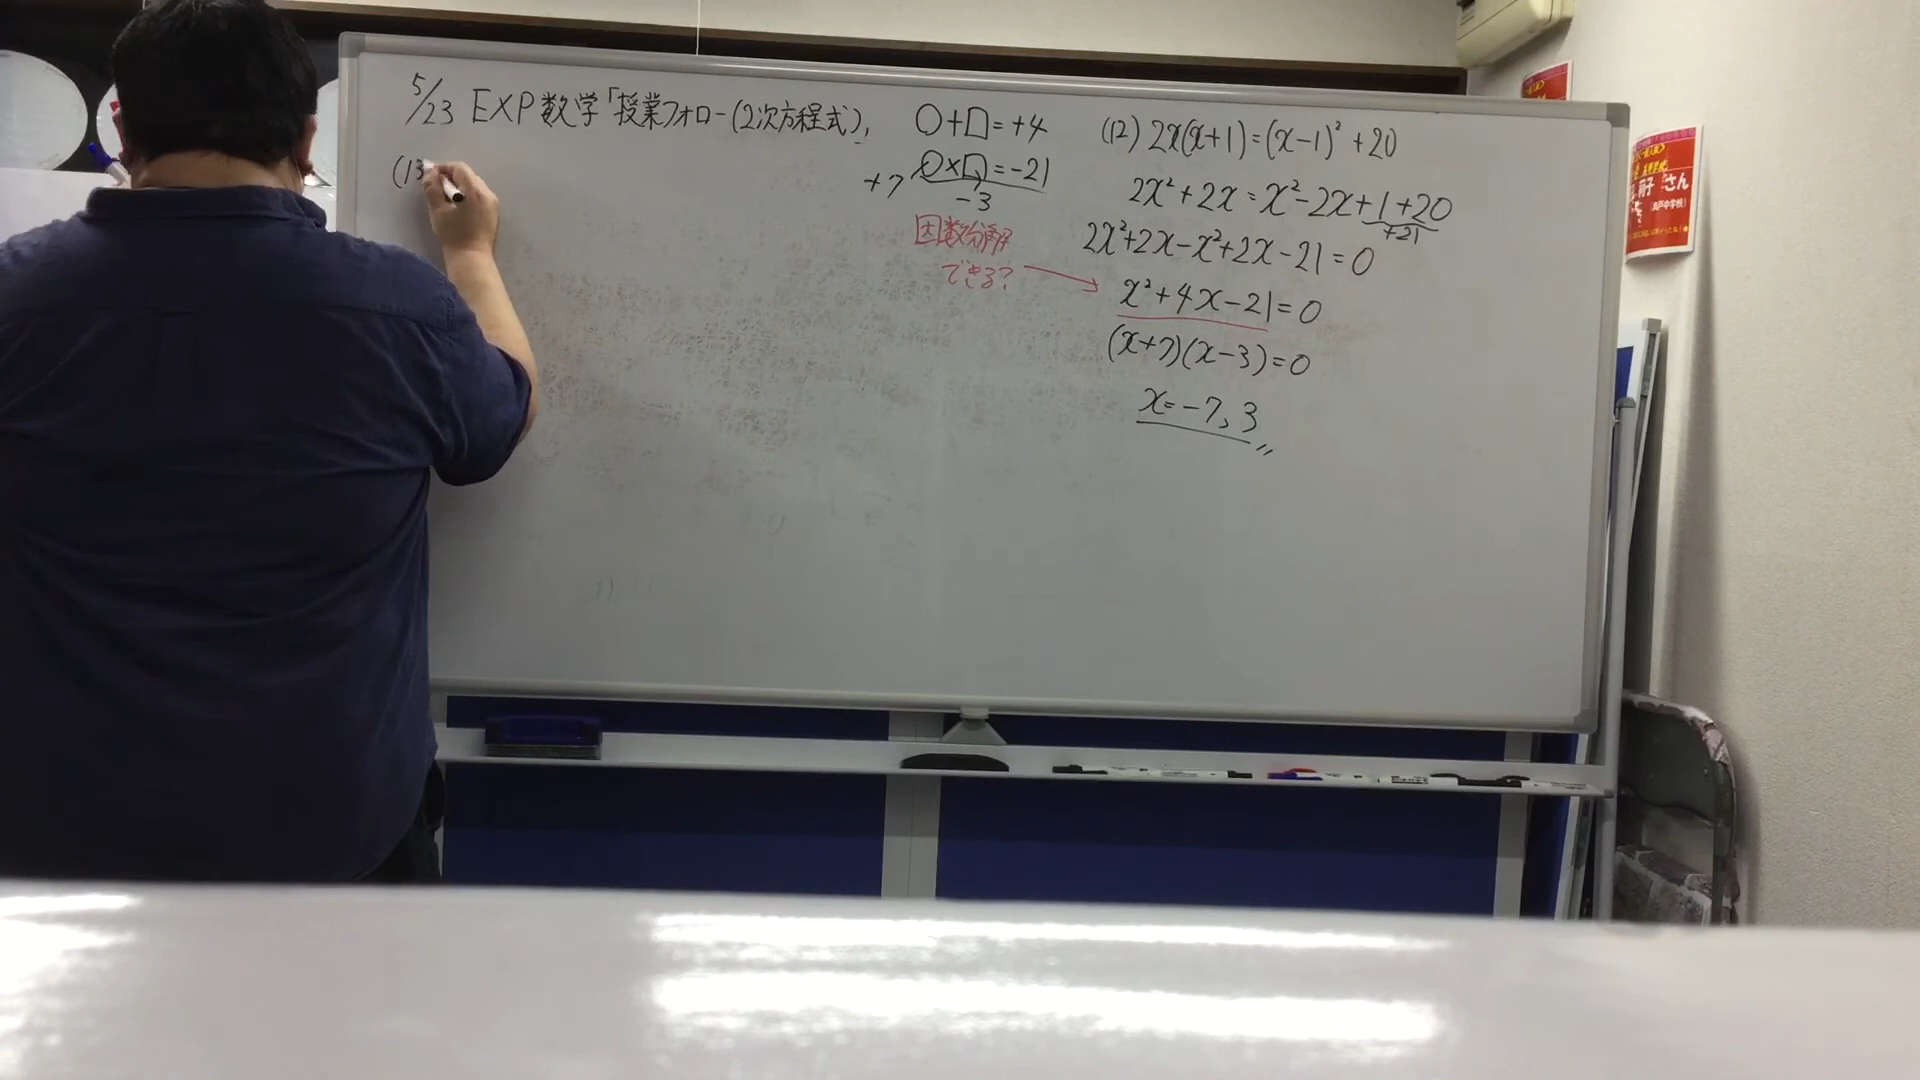 5/23 EXP数学「授業フォロー(2次方程式)」
(13
○+□=+4
○×□=-21
+7
-3
因数分解
できる?
(12) 2x(x+1)=(x-1)²+20
2x²+2x=x²-2x+1+20
+21
2x²+2x-x²+2x-21=0
x²+4x-21=0
(x+7)(x-3)=0
x=-7,3
さん